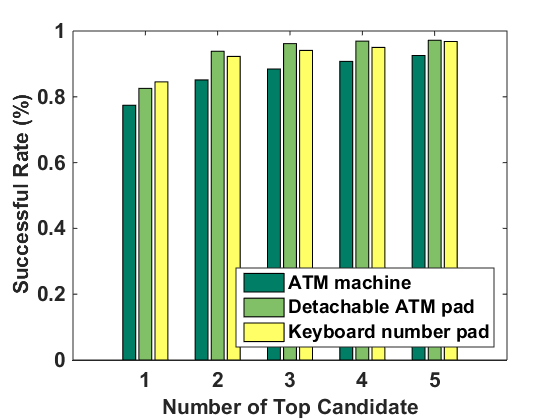 1
0.8
0.6
0.4
0.2
0
Successful Rate (%)
ATM machine
Detachable ATM pad
Keyboard number pad
1 2 3 4 5
Number of Top Candidate